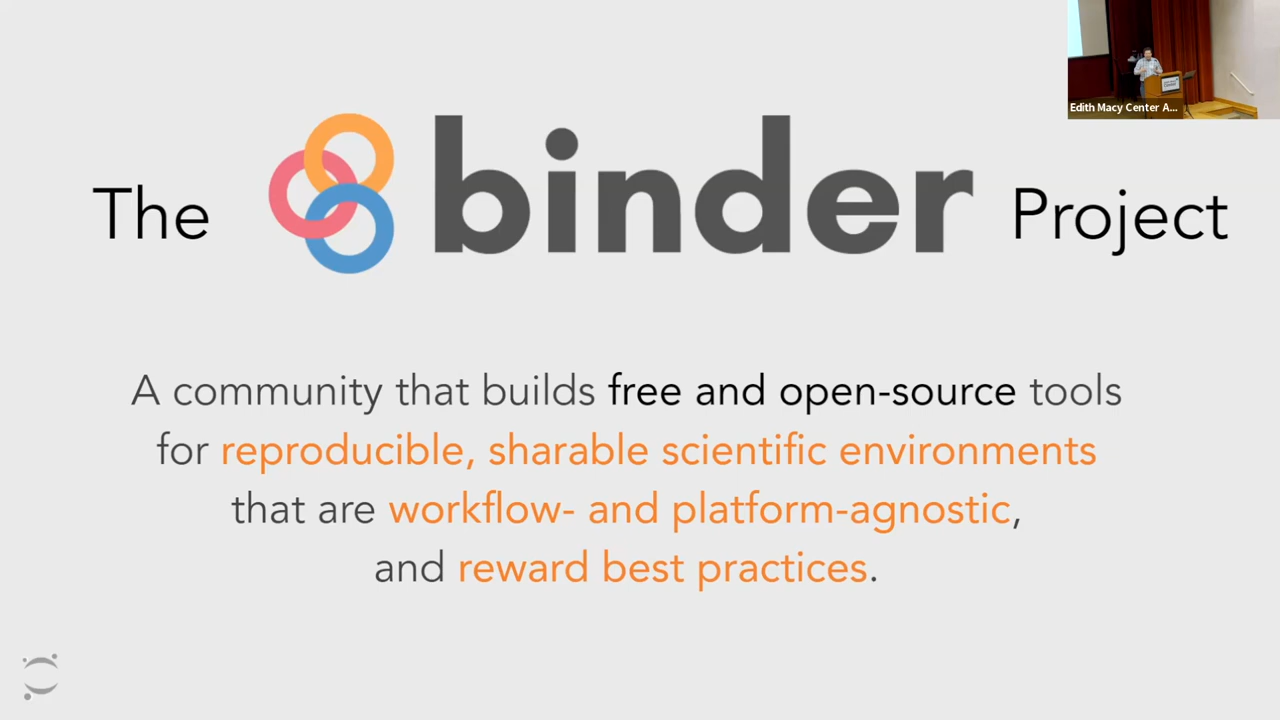 Edith Macy Center A...
The binder Project
A community that builds free and open-source tools
for reproducible, sharable scientific environments
that are workflow- and platform-agnostic,
and reward best practices.